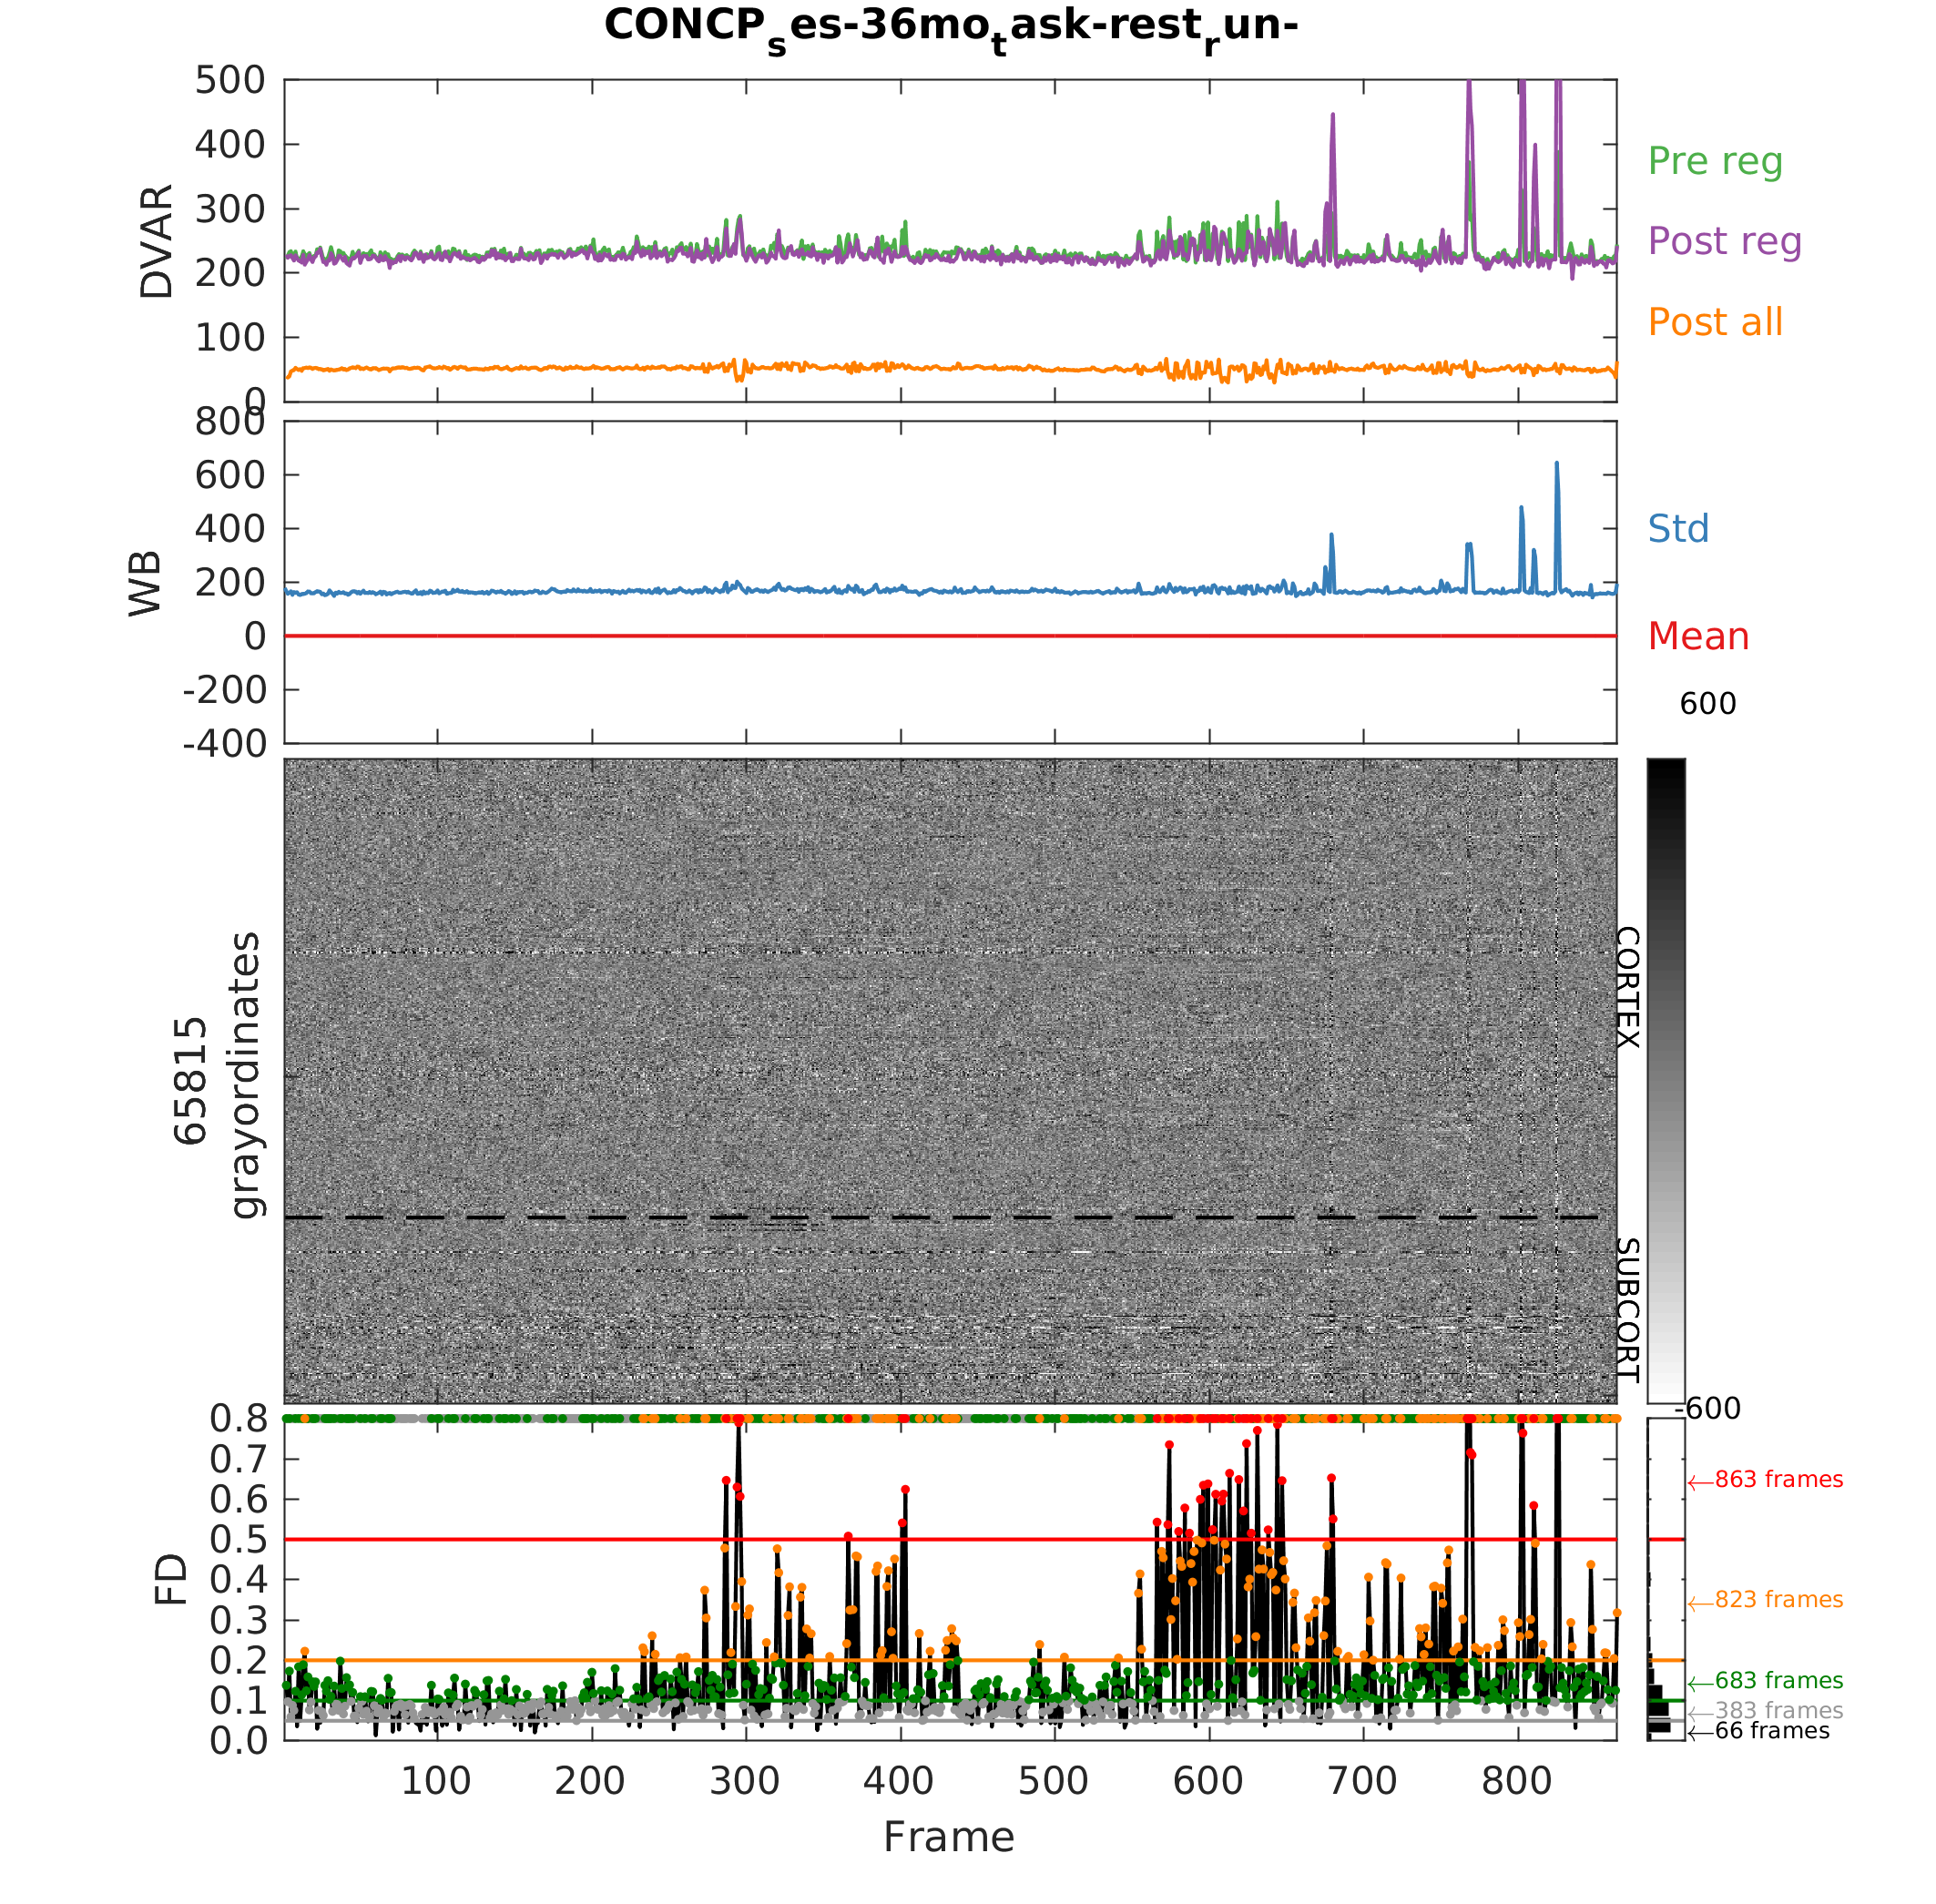 CONCPses-36motask-restrun-
500
400
300
200
100
0
DVAR
Pre reg
Post reg
Post all
800
600
400
200
0
-200
-400
WB
Std
Mean
600
65815
grayordinates
CORTEX
SUBCORT
-600
0.8
0.7
0.6
0.5
0.4
0.3
0.2
0.1
0.0
FD
←863 frames
←823 frames
←683 frames
←383 frames
←66 frames
100 200 300 400 500 600 700 800
Frame